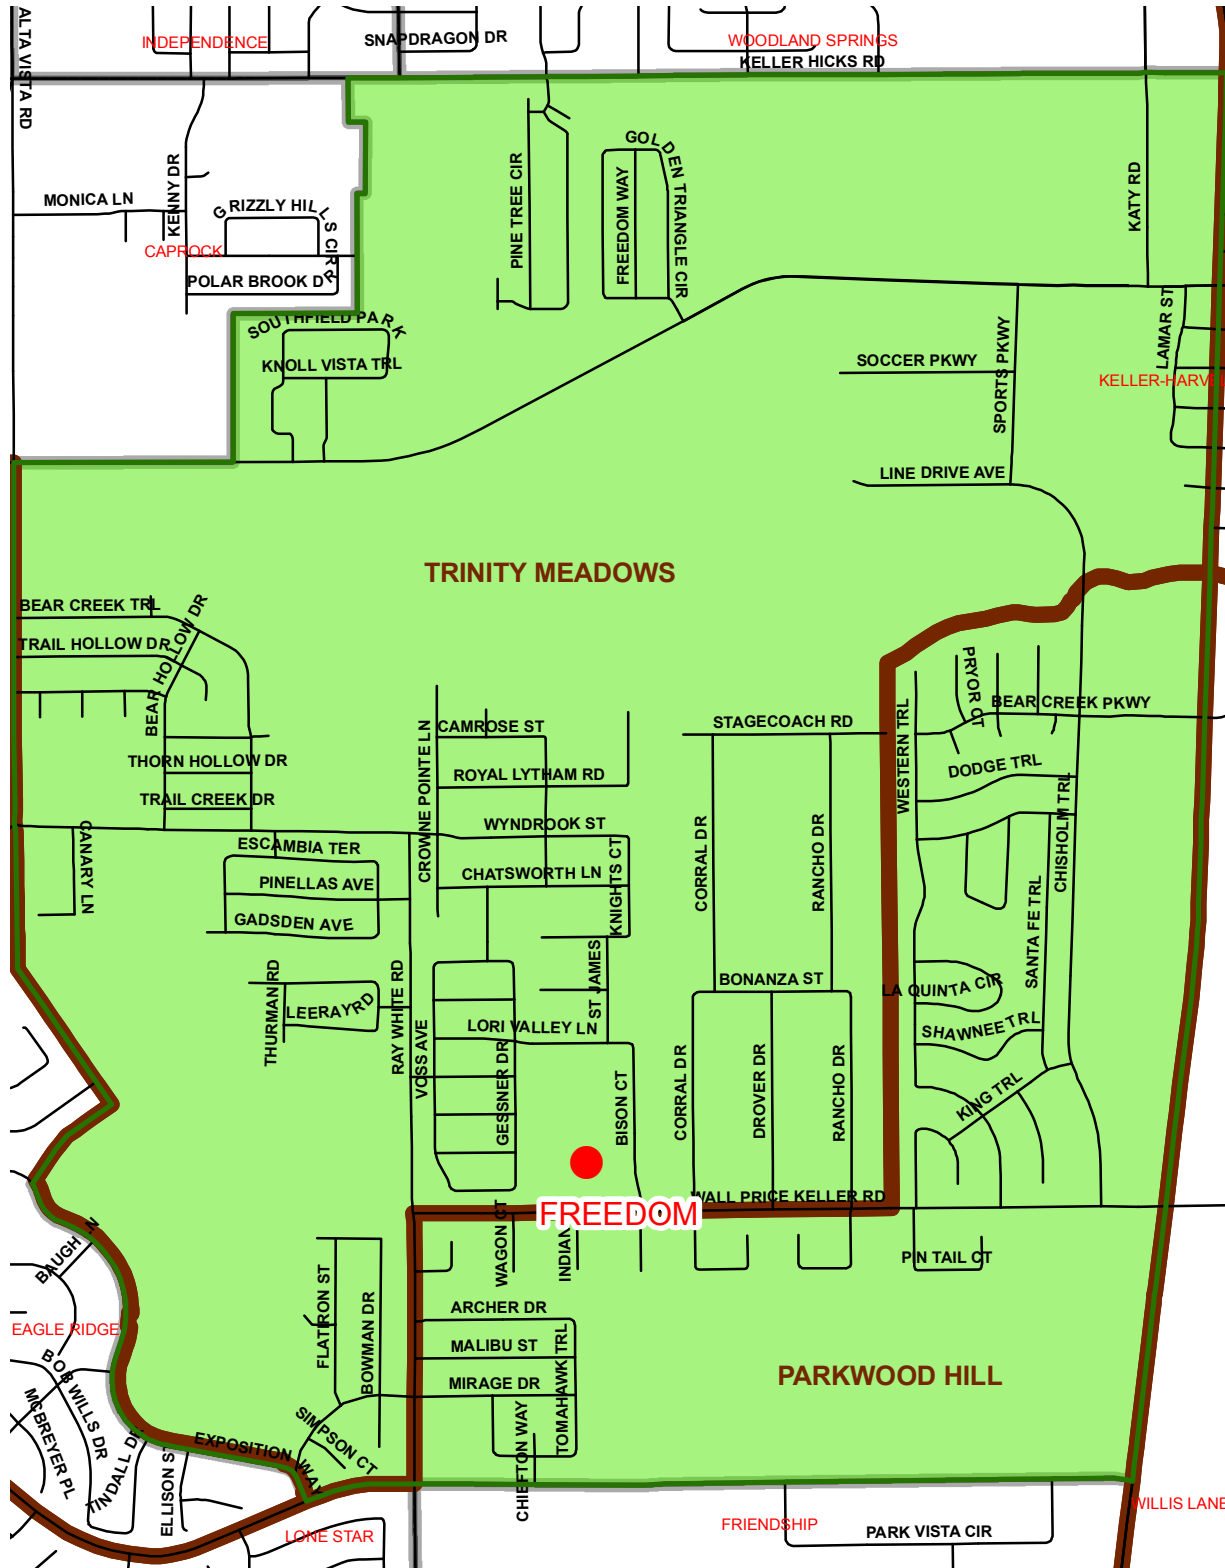 ALTA VISTA RD
INDEPENDENCE
SNAPDRAGON DR
WOODLAND SPRINGS
KELLER HICKS RD
MONICA LN
KENNY DR
GRIZZLY HILLS CIR
CAPROCK
POLAR BROOK DR
PINE TREE CIR
FREEDOM WAY
GOLDEN TRIANGLE CIR
KATY RD
SOUTHFIELD PARK
KNOLL VISTA TRL
SOCCER PKWY
SPORTS PKWY
LAMAR ST
KELLER-HARVE
LINE DRIVE AVE
TRINITY MEADOWS
BEAR CREEK TRL
TRAIL HOLLOW DR
BEAR HOLLOW DR
THORN HOLLOW DR
TRAIL CREEK DR
CROWNE POINTE LN
CAMROSE ST
ROYAL LYTHAM RD
WYNDROOK ST
CHATSWORTH LN
KNIGHTS CT
STAGECOACH RD
CORRAL DR
RANCHO DR
WESTERN TRL
PRYOR CT
BEAR CREEK PKWY
DODGE TRL
CHISHOLM TRL
SANTA FE TRL
CANARY LN
ESCAMBIA TER
PINELLAS AVE
GADSDEN AVE
THURMAN RD
LEERAY RD
RAY WHITE RD
VOSS AVE
LORI VALLEY LN
GESSNER DR
ST JAMES
BISON CT
BONANZA ST
CORRAL DR
DROVER DR
RANCHO DR
LA QUINTA CIR
SHAWNEE TRL
KING TRL
WALL PRICE KELLER RD
FREEDOM
WAGON CT
INDIAN
PIN TAIL CT
BAUGH LN
EAGLE RIDGE
FLATIRON ST
BOWMAN DR
ARCHER DR
MALIBU ST
MIRAGE DR
TOMAHAWK TRL
CHIEFTON WAY
PARKWOOD HILL
BOB WILLS DR
MCBREYER PL
TINDALL DR
ELLISON ST
EXPOSITION WAY
SIMPSON CT
LONE STAR
FRIENDSHIP
PARK VISTA CIR
WILLIS LANE